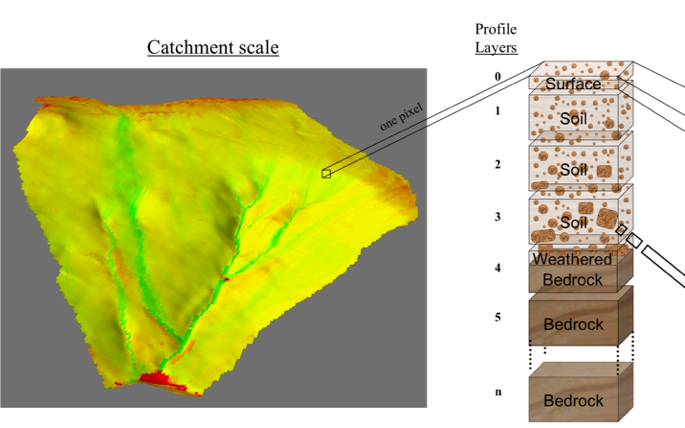 Catchment scale
Profile
Layers
one pixel
0
Surface
1
Soil
2
Soil
3
Soil
4
Weathered
Bedrock
5
Bedrock
n
Bedrock